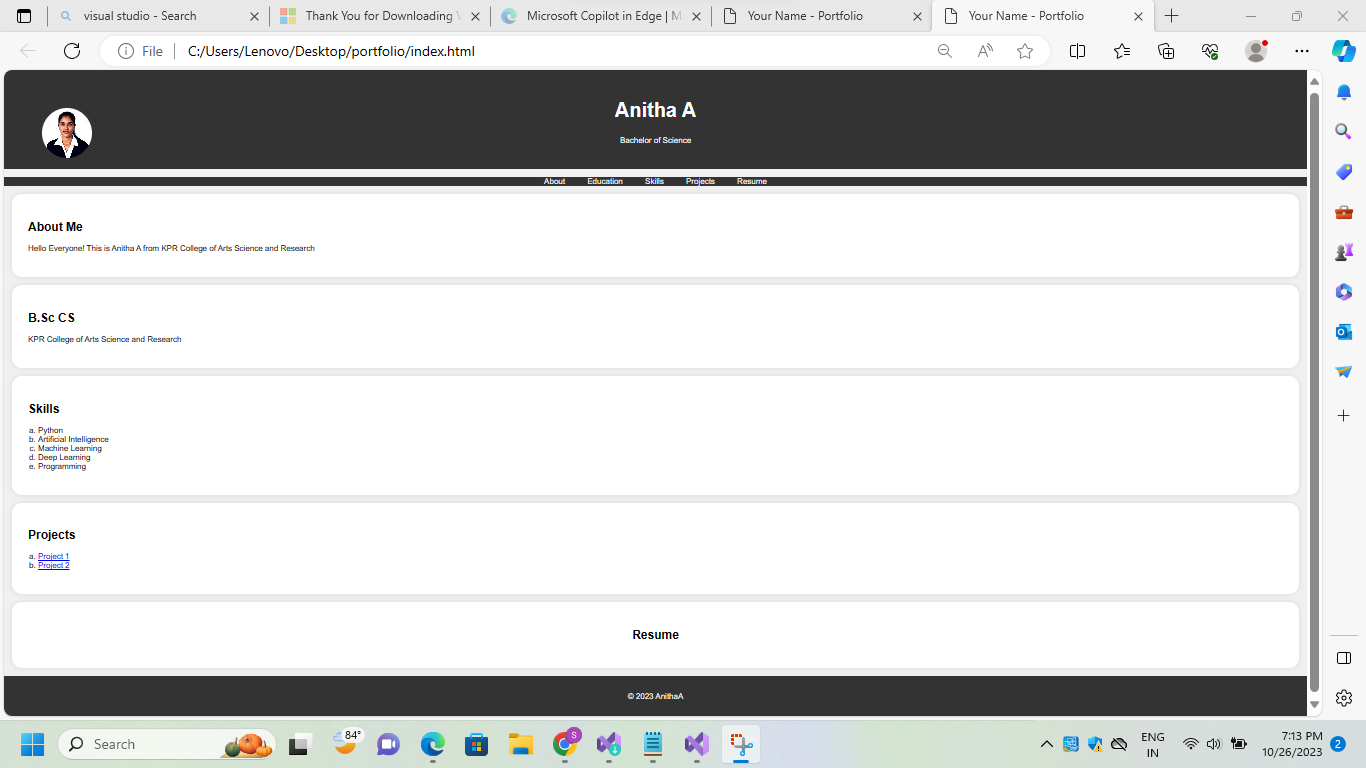 visual studio - Search
Thank You for Downloading V
Microsoft Copilot in Edge | M
Your Name - Portfolio
Your Name - Portfolio
File
C:/Users/Lenovo/Desktop/portfolio/index.html
Anitha A
Bachelor of Science
About Education Skills Projects Resume
About Me
Hello Everyone! This is Anitha A from KPR College of Arts Science and Research
B.Sc CS
KPR College of Arts Science and Research
Skills
a. Python
b. Artificial Intelligence
c. Machine Learning
d. Deep Learning
e. Programming
Projects
a. Project 1
b. Project 2
Resume
© 2023 AnithaA
Search
84°
S
ENG
IN
7:13 PM
10/26/2023
2